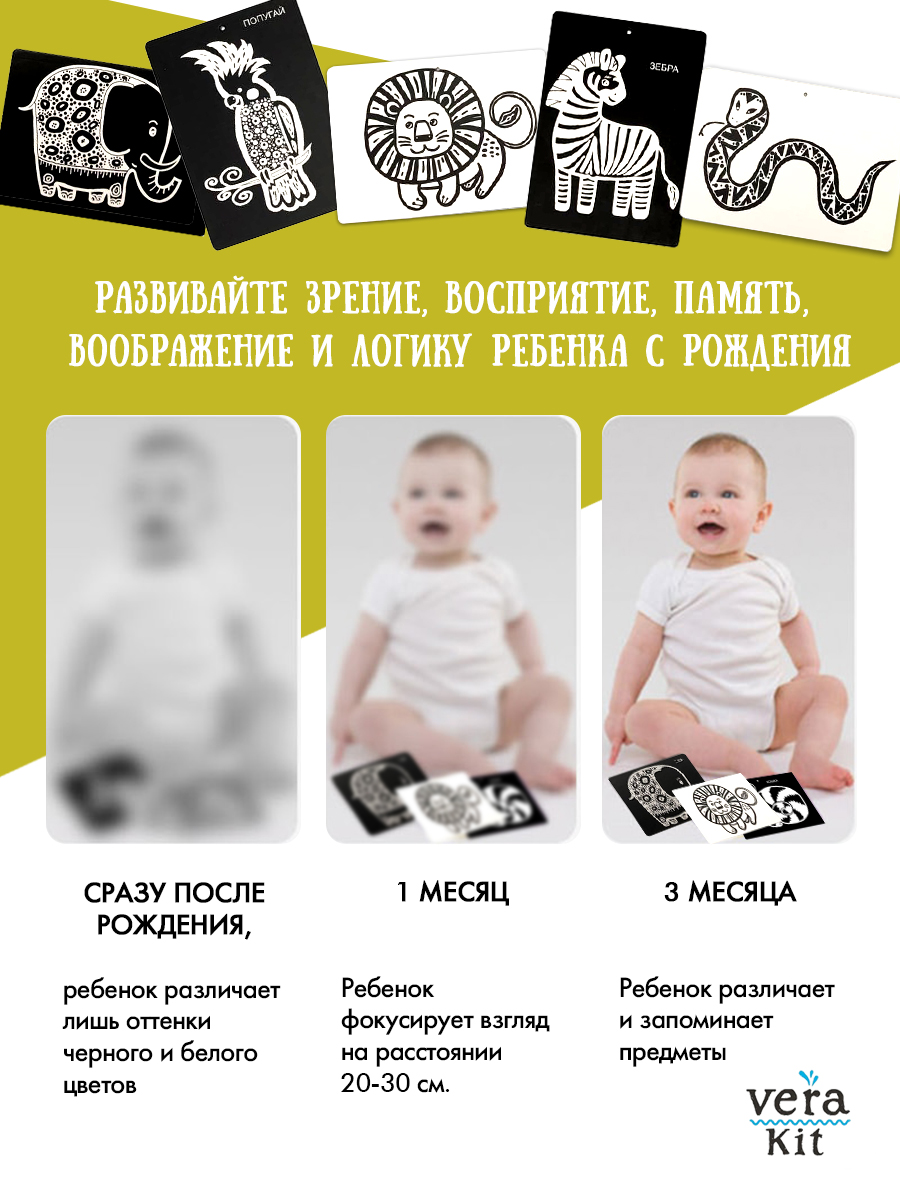 ПОПУГАЙ
ЗЕБРА
РАЗВИВАЙТЕ ЗРЕНИЕ, ВОСПРИЯТИЕ, ПАМЯТЬ,
ВООБРАЖЕНИЕ И ЛОГИКУ РЕБЕНКА С РОЖДЕНИЯ
СРАЗУ ПОСЛЕ
РОЖДЕНИЯ,
ребенок различает
лишь оттенки
черного и белого
цветов
1 МЕСЯЦ
Ребенок
фокусирует взгляд
на расстоянии
20-30 см.
3 МЕСЯЦА
Ребенок различает
и запоминает
предметы
vera
Kit